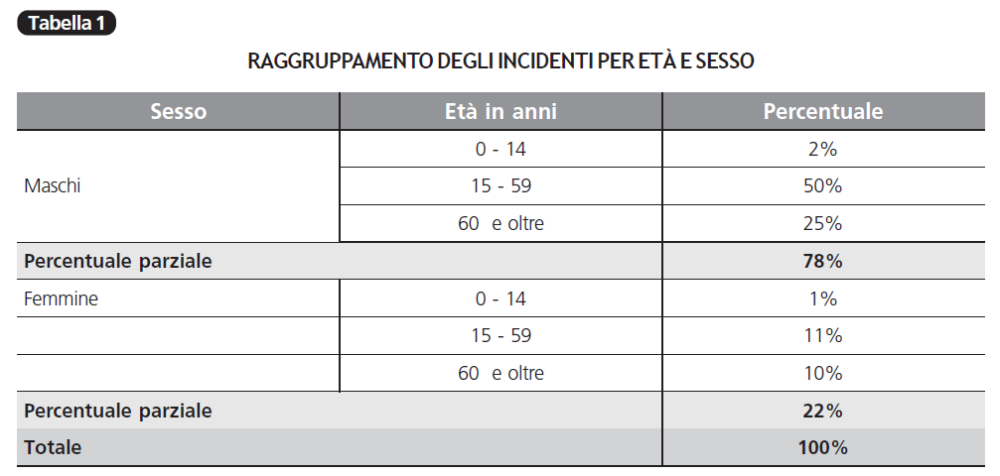 Tabella 1
RAGGRUPPAMENTO DEGLI INCIDENTI PER ETÀ E SESSO
Sesso Età in anni Percentuale
0 - 14 2%
Maschi 15 - 59 50%
60 e oltre 25%
Percentuale parziale 78%
Femmine 0 - 14 1%
15 - 59 11%
60 e oltre 10%
Percentuale parziale 22%
Totale 100%